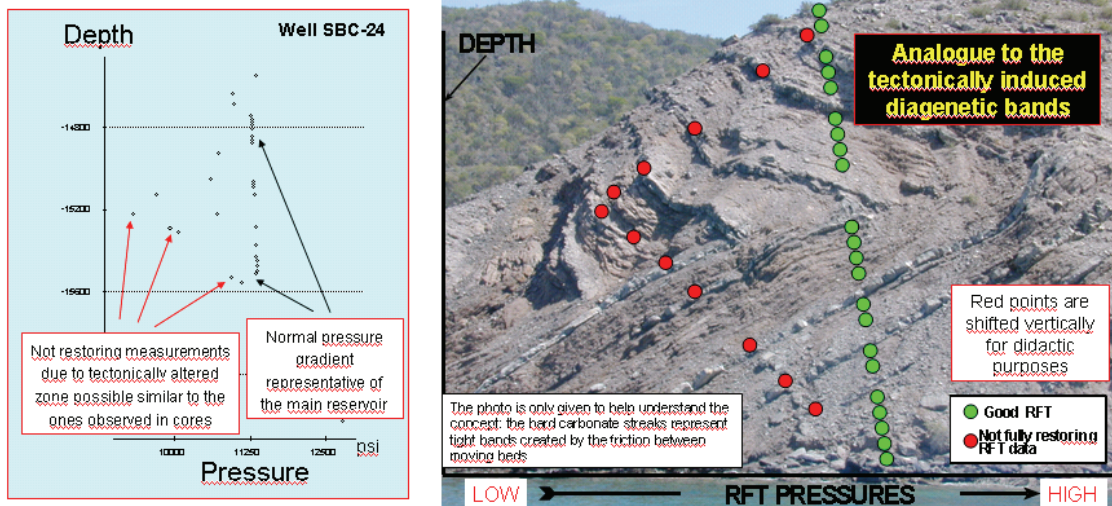 Depth
Well SBC-24
-14800
-15200
-15600
Not restoring measurements
due to tectonically altered
zone possible similar to the
ones observed in cores
Normal pressure
gradient
representative of
the main reservoir
10000
11250
12500
psi
Pressure
DEPTH
Analogue to the
tectonically induced
diagenetic bands
Red points are
shifted vertically
for didactic
purposes
The photo is only given to help understand the
concept: the hard carbonate streaks represent
tight bands created by the friction between
moving beds
Good RFT
Not fully restoring
RFT data
LOW
RFT PRESSURES
HIGH